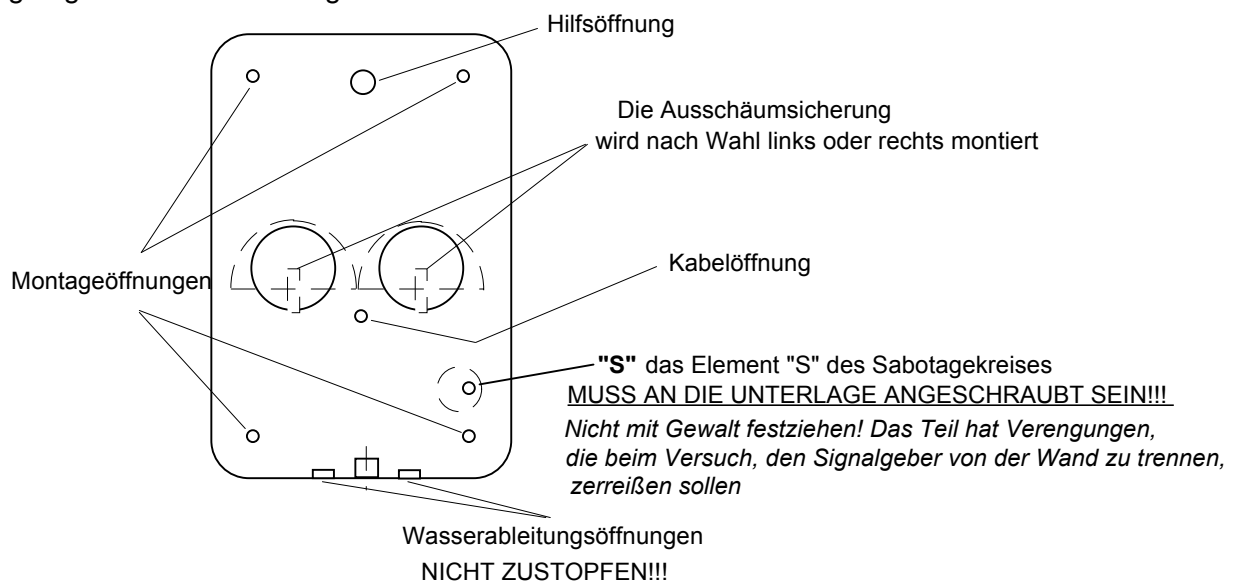 Hilfsöffnung
Die Ausschäumsicherung
wird nach Wahl links oder rechts montiert
Kabelöffnung
Montageöffnungen
"S" das Element "S" des Sabotagekreises
MUSS AN DIE UNTERLAGE ANGESCHRAUBT SEIN!!!
Nicht mit Gewalt festziehen! Das Teil hat Verengungen,
die beim Versuch, den Signalgeber von der Wand zu trennen,
zerreißen sollen
Wasserableitungsöffnungen
NICHT ZUSTOPFEN!!!